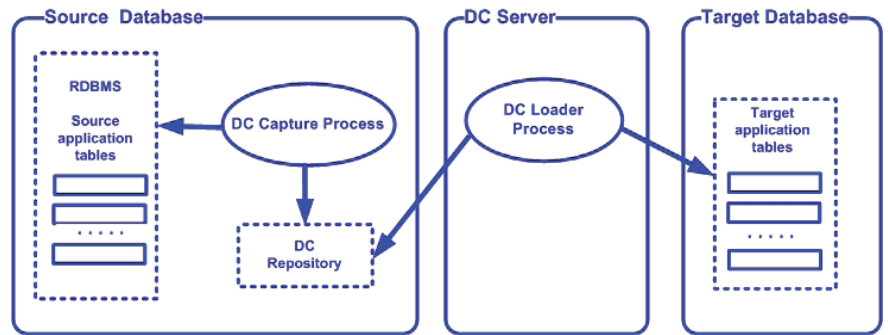 Source Database
DC Server
Target Database
RDBMS
Source
application
tables
DC Capture Process
DC
Repository
DC Loader
Process
Target
application
tables